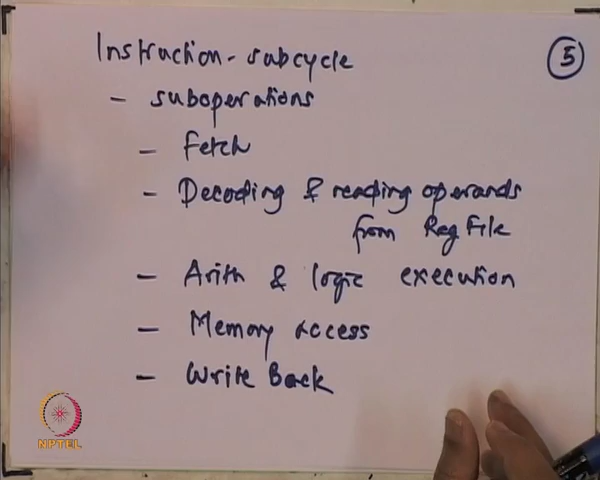 Instruction - subcycle
5
- suboperations
- Fetch
- Decoding & reading operands
from Reg File
- Arith & logic execution
- Memory access
- Write Back
NPTEL